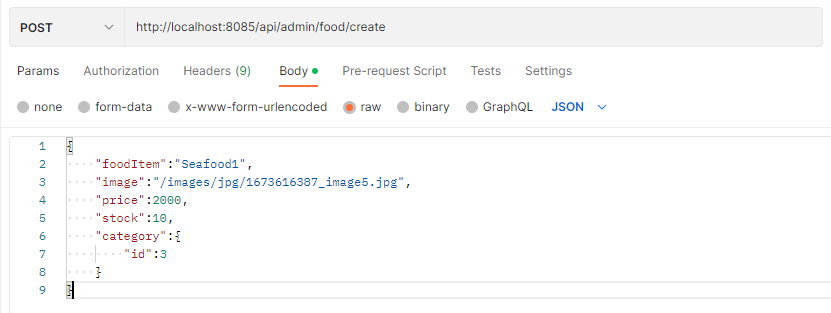 POST http://localhost:8085/api/admin/food/create
Params Authorization Headers (9) Body Pre-request Script Tests Settings
none form-data x-www-form-urlencoded raw binary GraphQL JSON
1 {
2 "foodItem":"Seafood1",
3 "image":"/images/jpg/1673616387_image5.jpg",
4 "price":2000,
5 "stock":10,
6 "category":{
7 "id":3
8 }
9 }